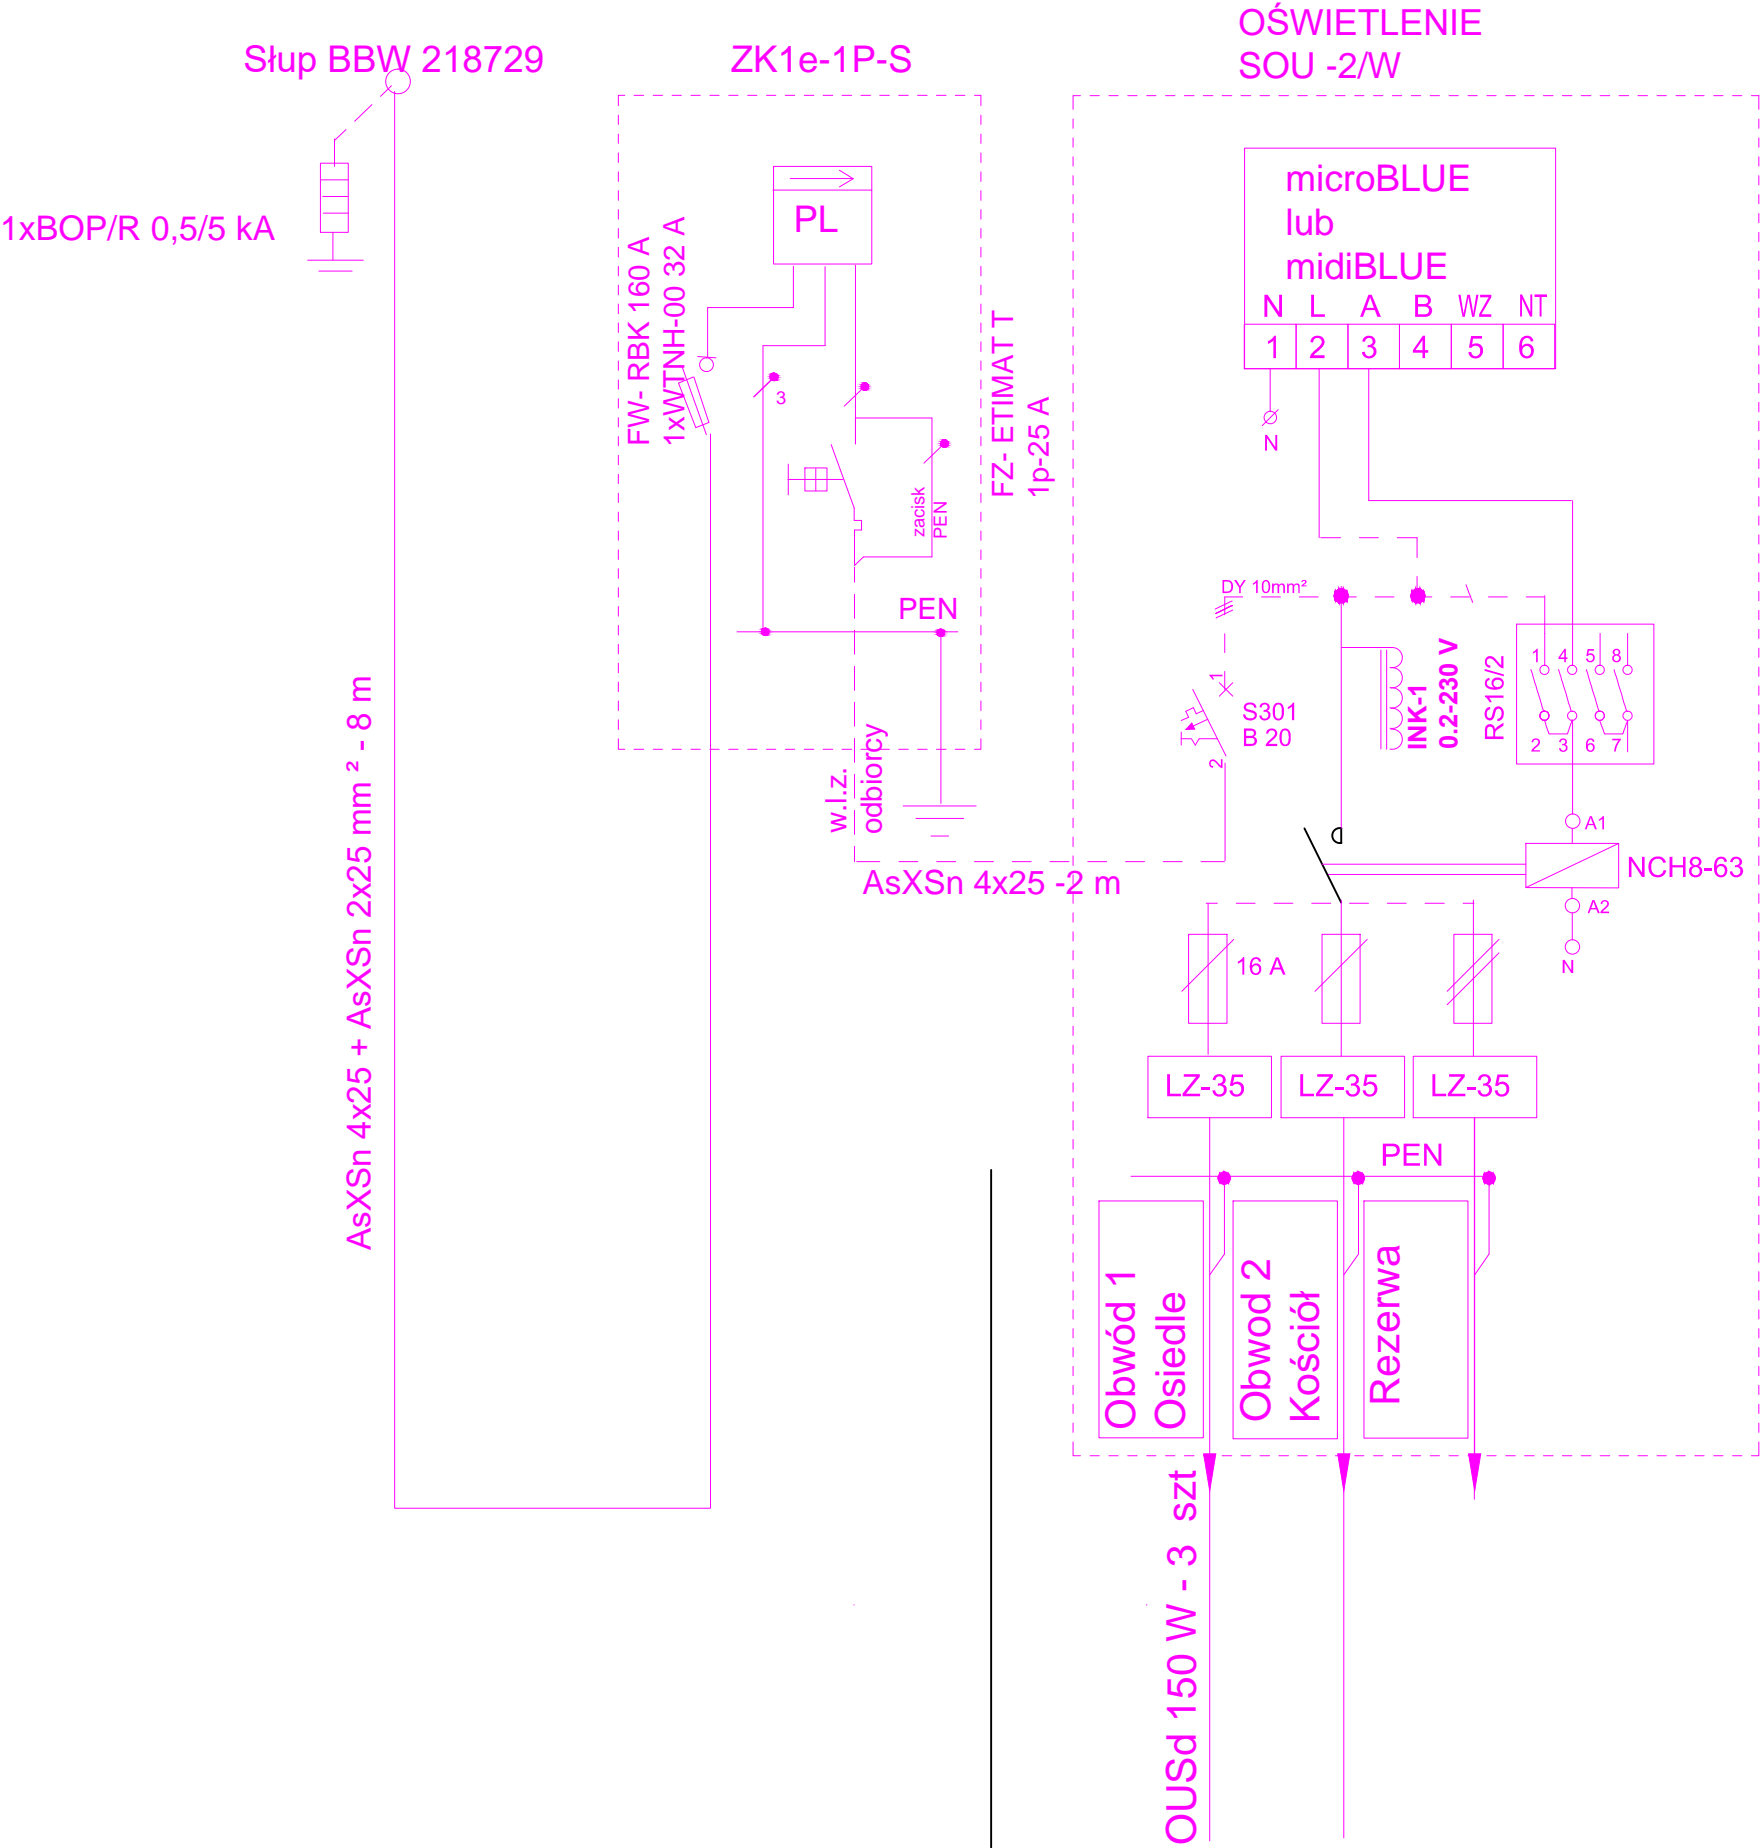 Słup BBW 218729
1xBOP/R 0,5/5 kA
AsXSn 4x25 + AsXSn 2x25 mm ² - 8 m
ZK1e-1P-S
PL
FW- RBK 160 A
1xWTNH-00 32 A
3
zacisk
PEN
FZ- ETIMAT T
1p-25 A
PEN
w.l.z.
odbiorcy
AsXSn 4x25 -2 m
OŚWIETLENIE
SOU -2/W
microBLUE
lub
midiBLUE
N L A B WZ NT
1 2 3 4 5 6
N
DY 10mm²
1
S301
B 20
2
INK-1
0.2-230 V
RS16/2
1 4 5 8
2 3 6 7
A1
NCH8-63
A2
N
16 A
LZ-35 LZ-35 LZ-35
PEN
Obwód 1
Osiedle
Obwod 2
Kościół
Rezerwa
OUSd 150 W - 3 szt